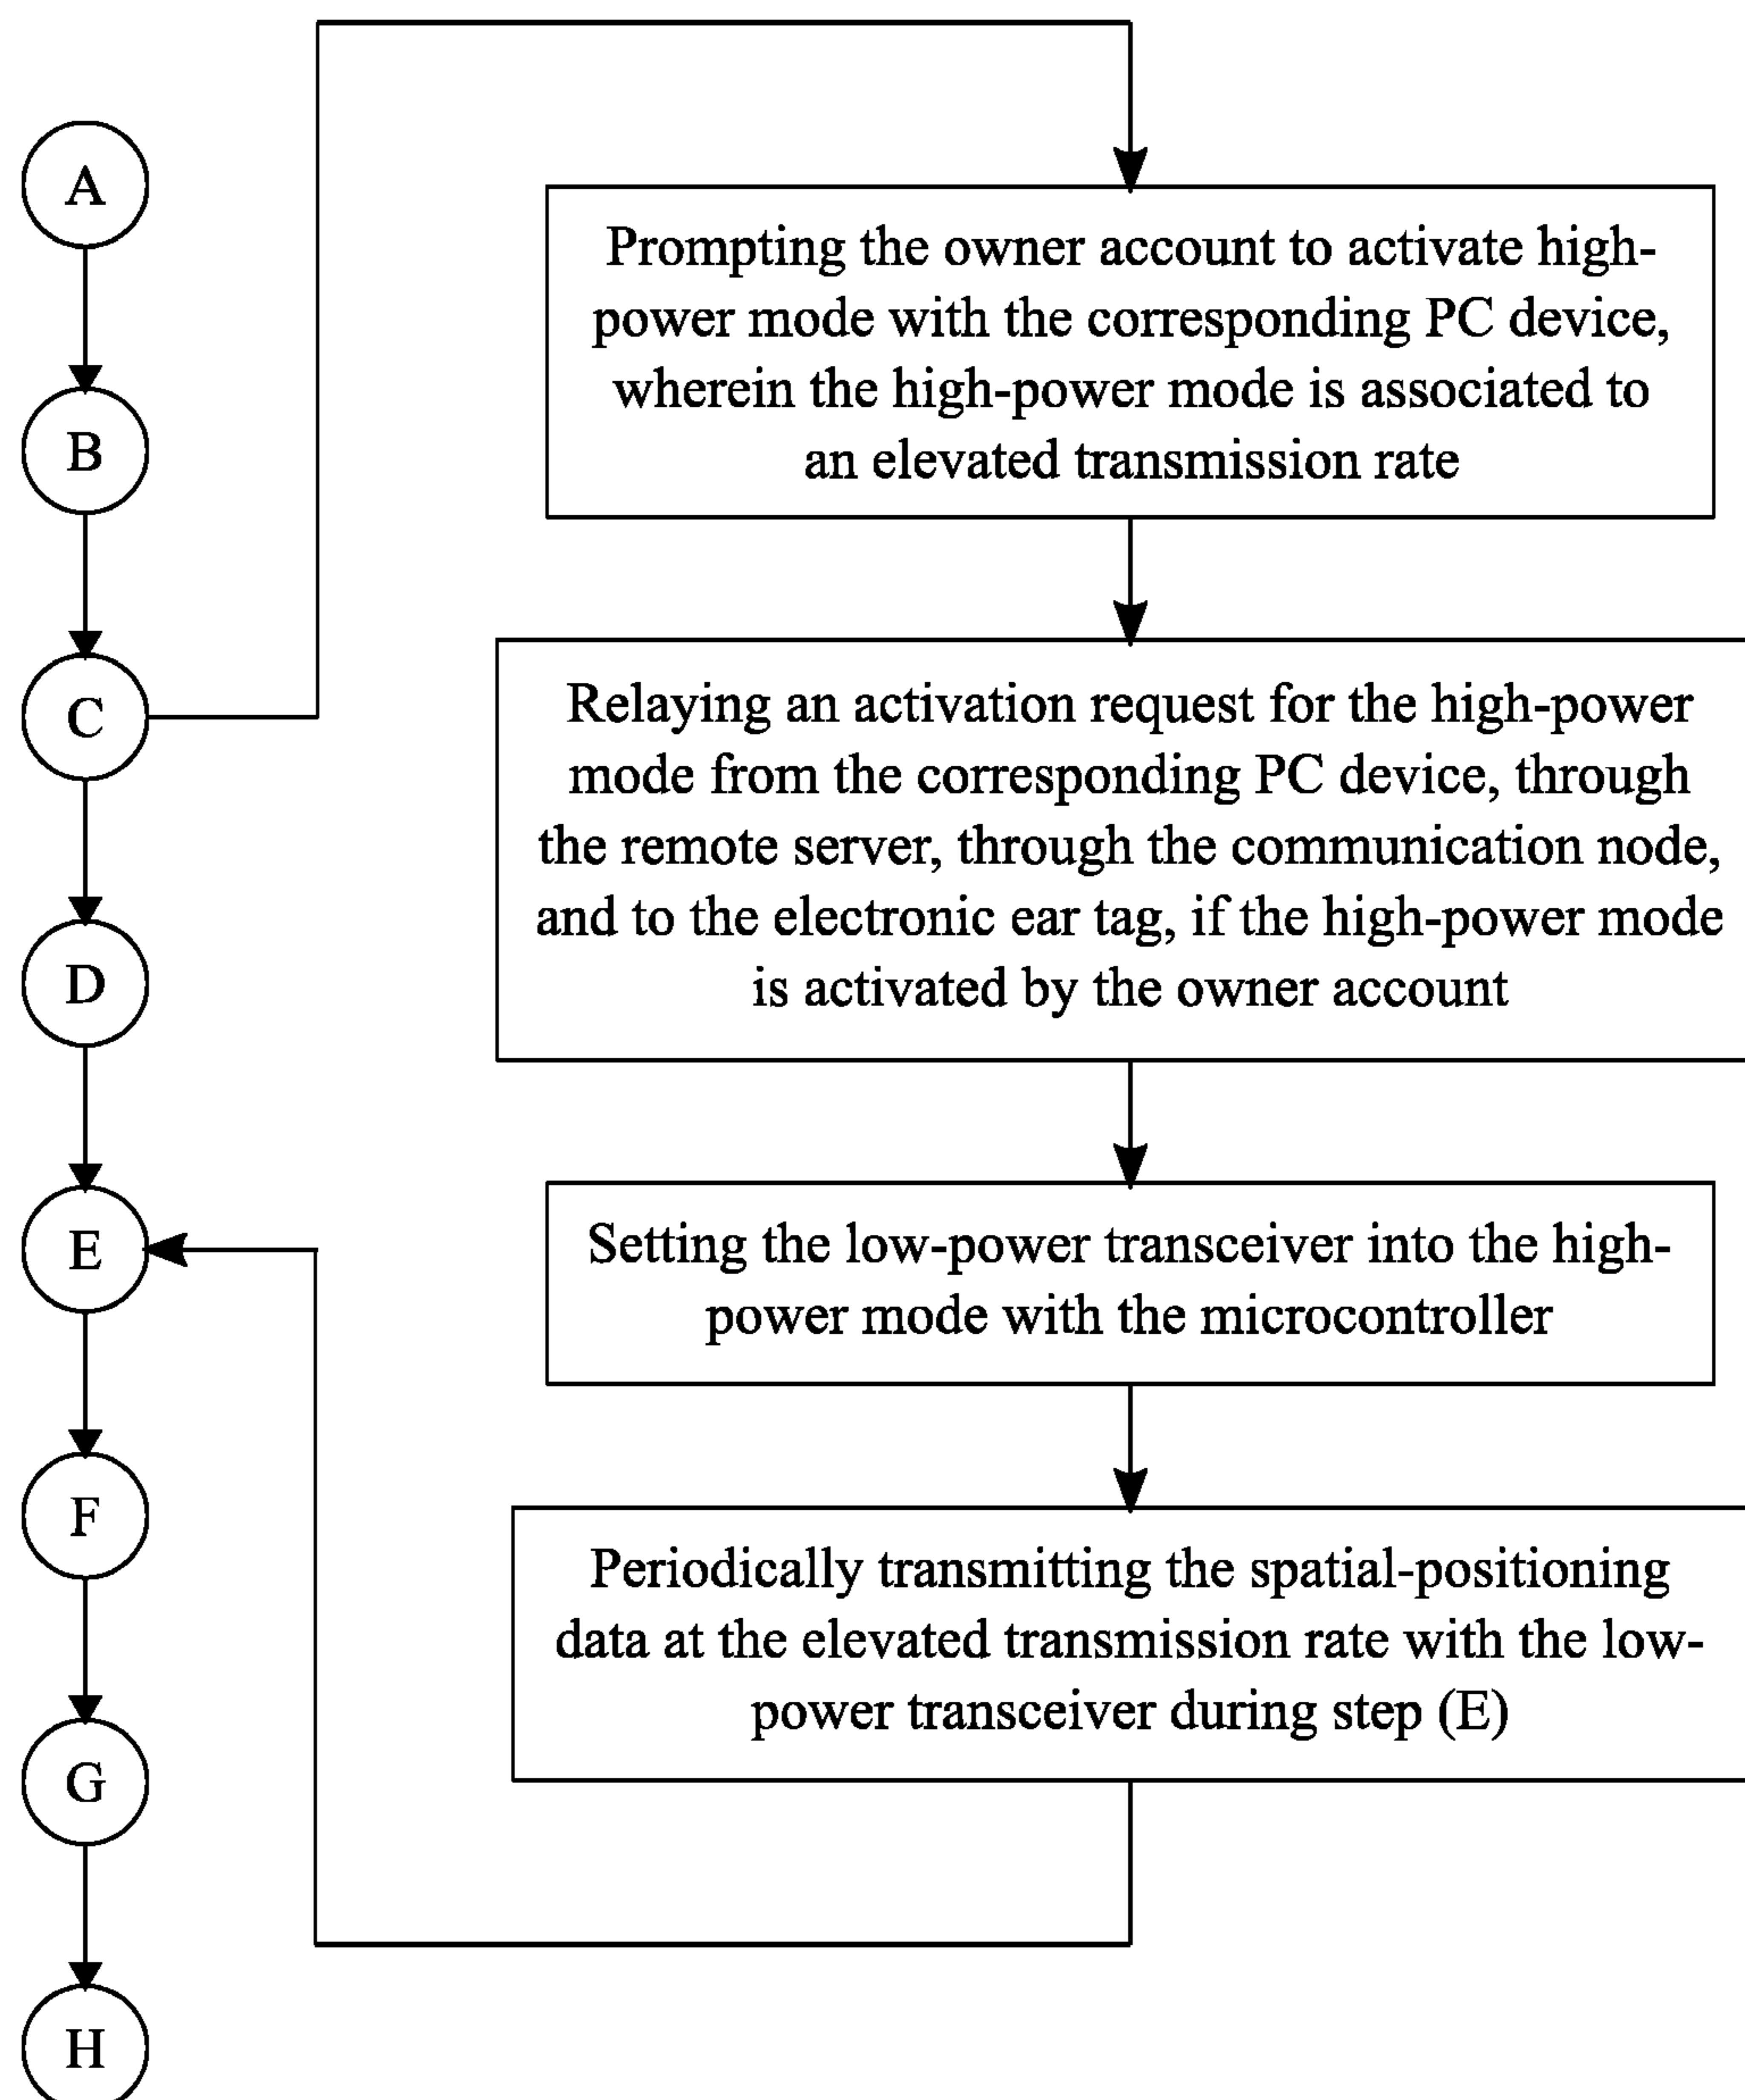 A
B
C
D
E
F
G
H
Prompting the owner account to activate high-
power mode with the corresponding PC device,
wherein the high-power mode is associated to
an elevated transmission rate
Relaying an activation request for the high-power
mode from the corresponding PC device, through
the remote server, through the communication node,
and to the electronic ear tag, if the high-power mode
is activated by the owner account
Setting the low-power transceiver into the high-
power mode with the microcontroller
Periodically transmitting the spatial-positioning
data at the elevated transmission rate with the low-
power transceiver during step (E)